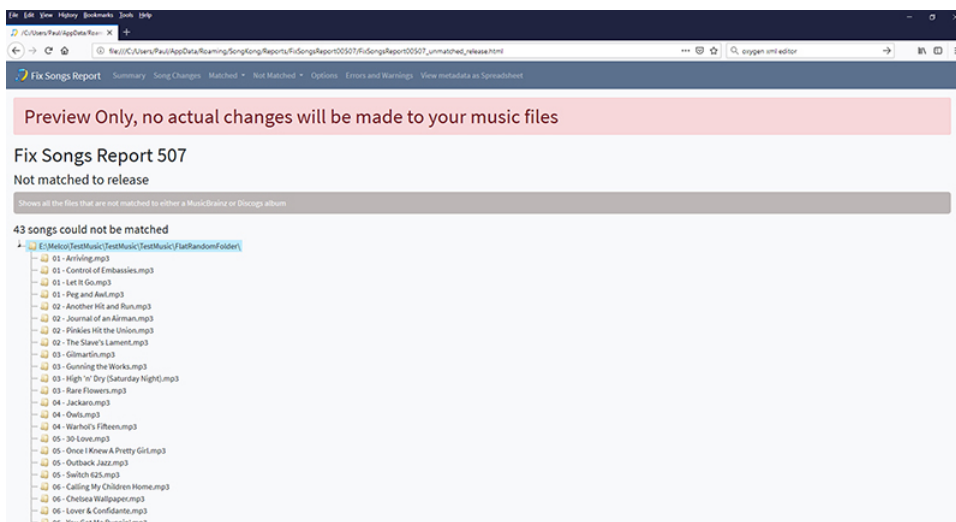 File Edit View History Bookmarks Tools Help
/C:/Users/Paul/AppData/Roam X +
file:///C:/Users/Paul/AppData/Roaming/SongKong/Reports/FixSongsReport00507/FixSongsReport00507_unmatched_release.html oxygen xml editor
Fix Songs Report Summary Song Changes Matched Not Matched Options Errors and Warnings View metadata as Spreadsheet
Preview Only, no actual changes will be made to your music files
Fix Songs Report 507
Not matched to release
Shows all the files that are not matched to either a MusicBrainz or Discogs album
43 songs could not be matched
E:\Melco\TestMusic\TestMusic\TestMusic\FlatRandomFolder\
01 - Arriving.mp3
01 - Control of Embassies.mp3
01 - Let It Go.mp3
01 - Peg and Awl.mp3
02 - Another Hit and Run.mp3
02 - Journal of an Airman.mp3
02 - Pinkies Hit the Union.mp3
02 - The Slave's Lament.mp3
03 - Gilmartin.mp3
03 - Gunning the Works.mp3
03 - High 'n' Dry (Saturday Night).mp3
03 - Rare Flowers.mp3
04 - Jackaro.mp3
04 - Owls.mp3
04 - Warhol's Fifteen.mp3
05 - 30-Love.mp3
05 - Once I Knew A Pretty Girl.mp3
05 - Outback Jazz.mp3
05 - Switch 625.mp3
06 - Calling My Children Home.mp3
06 - Chelsea Wallpaper.mp3
06 - Lover & Confidante.mp3